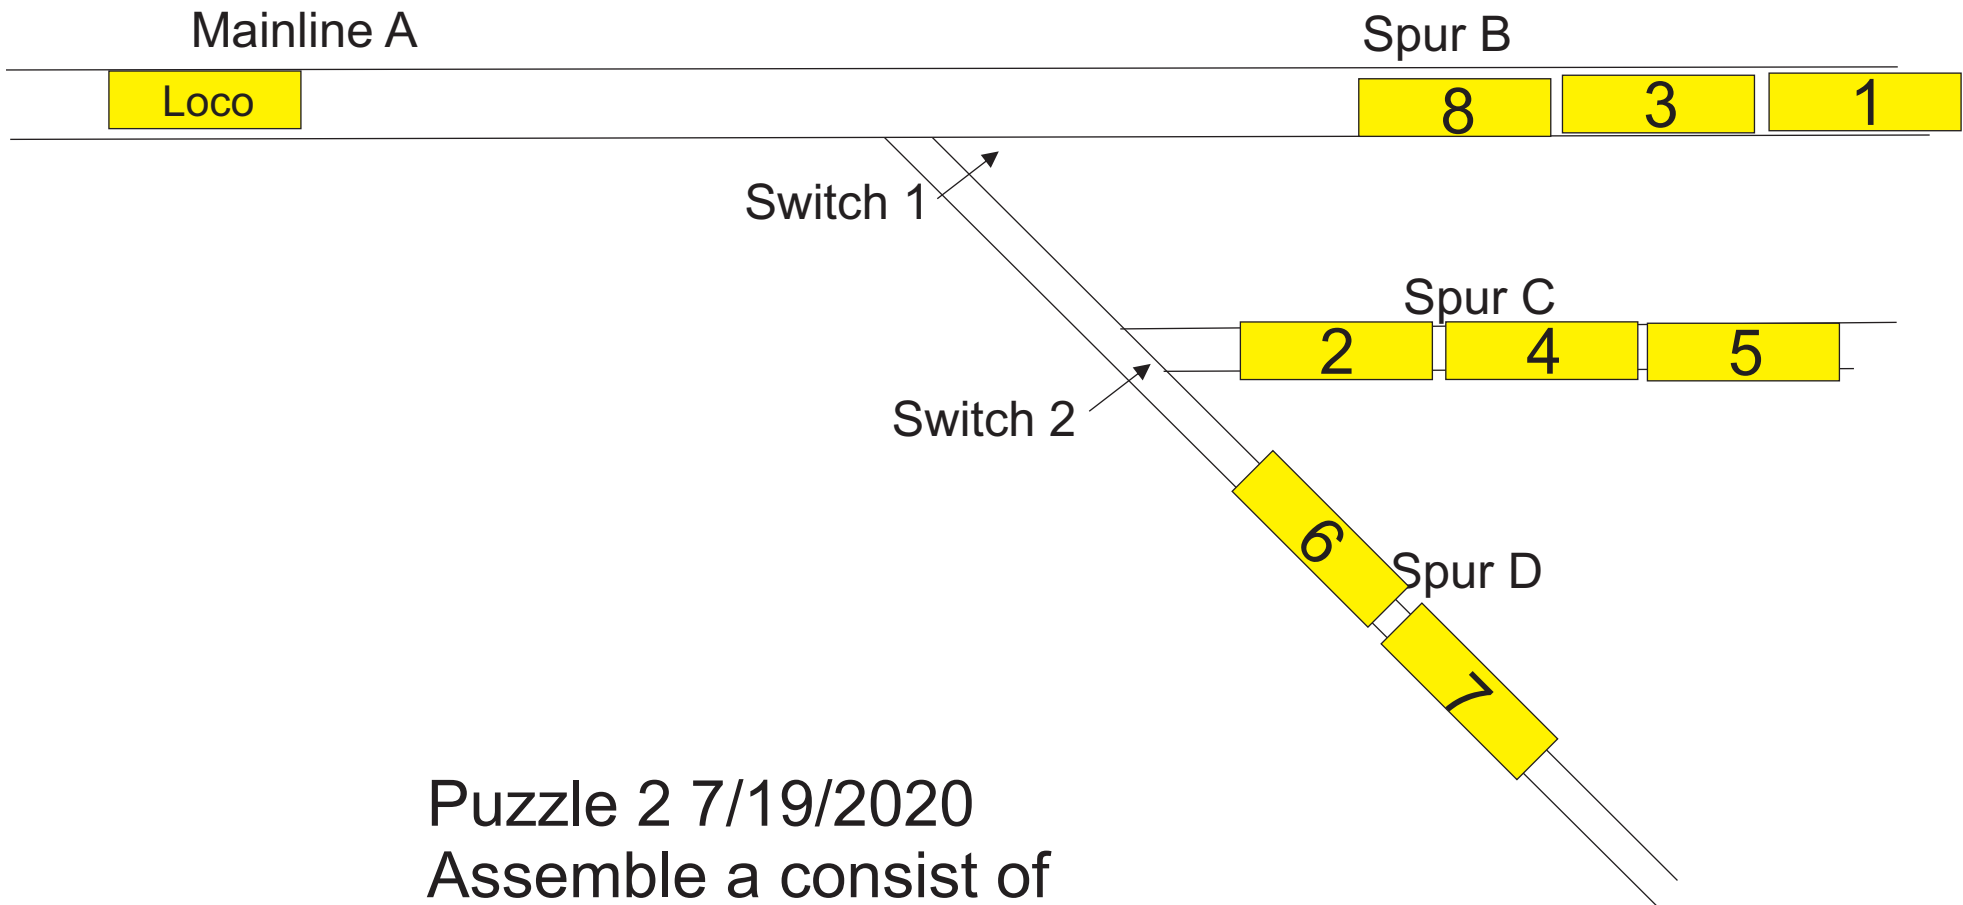 Mainline A
Spur B
Loco
8 3 1
Switch 1
Spur C
2 4 5
Switch 2
6
Spur D
7
Puzzle 2 7/19/2020
Assemble a consist of